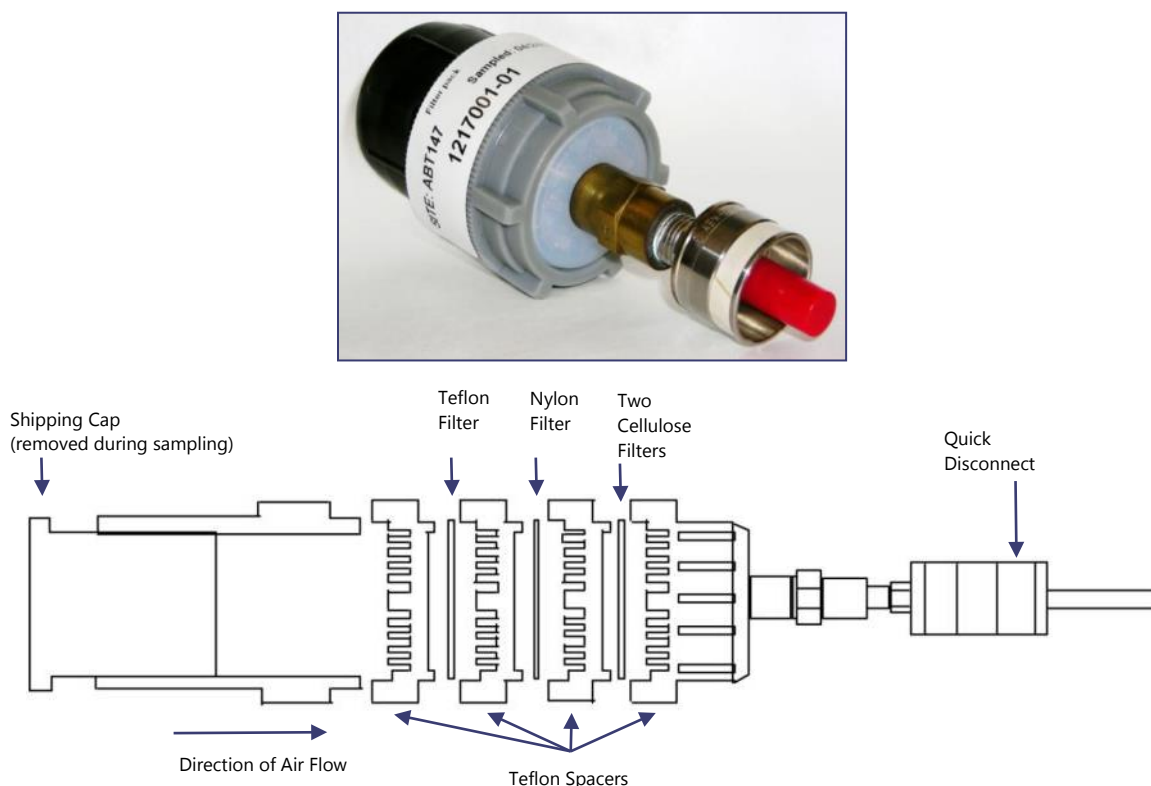 Filter pack
Sampled: 06/
SITE: ABT147
1217001-01
Teflon
Filter
Nylon
Filter
Two
Cellulose
Filters
Shipping Cap
(removed during sampling)
Quick
Disconnect
Direction of Air Flow
Teflon Spacers